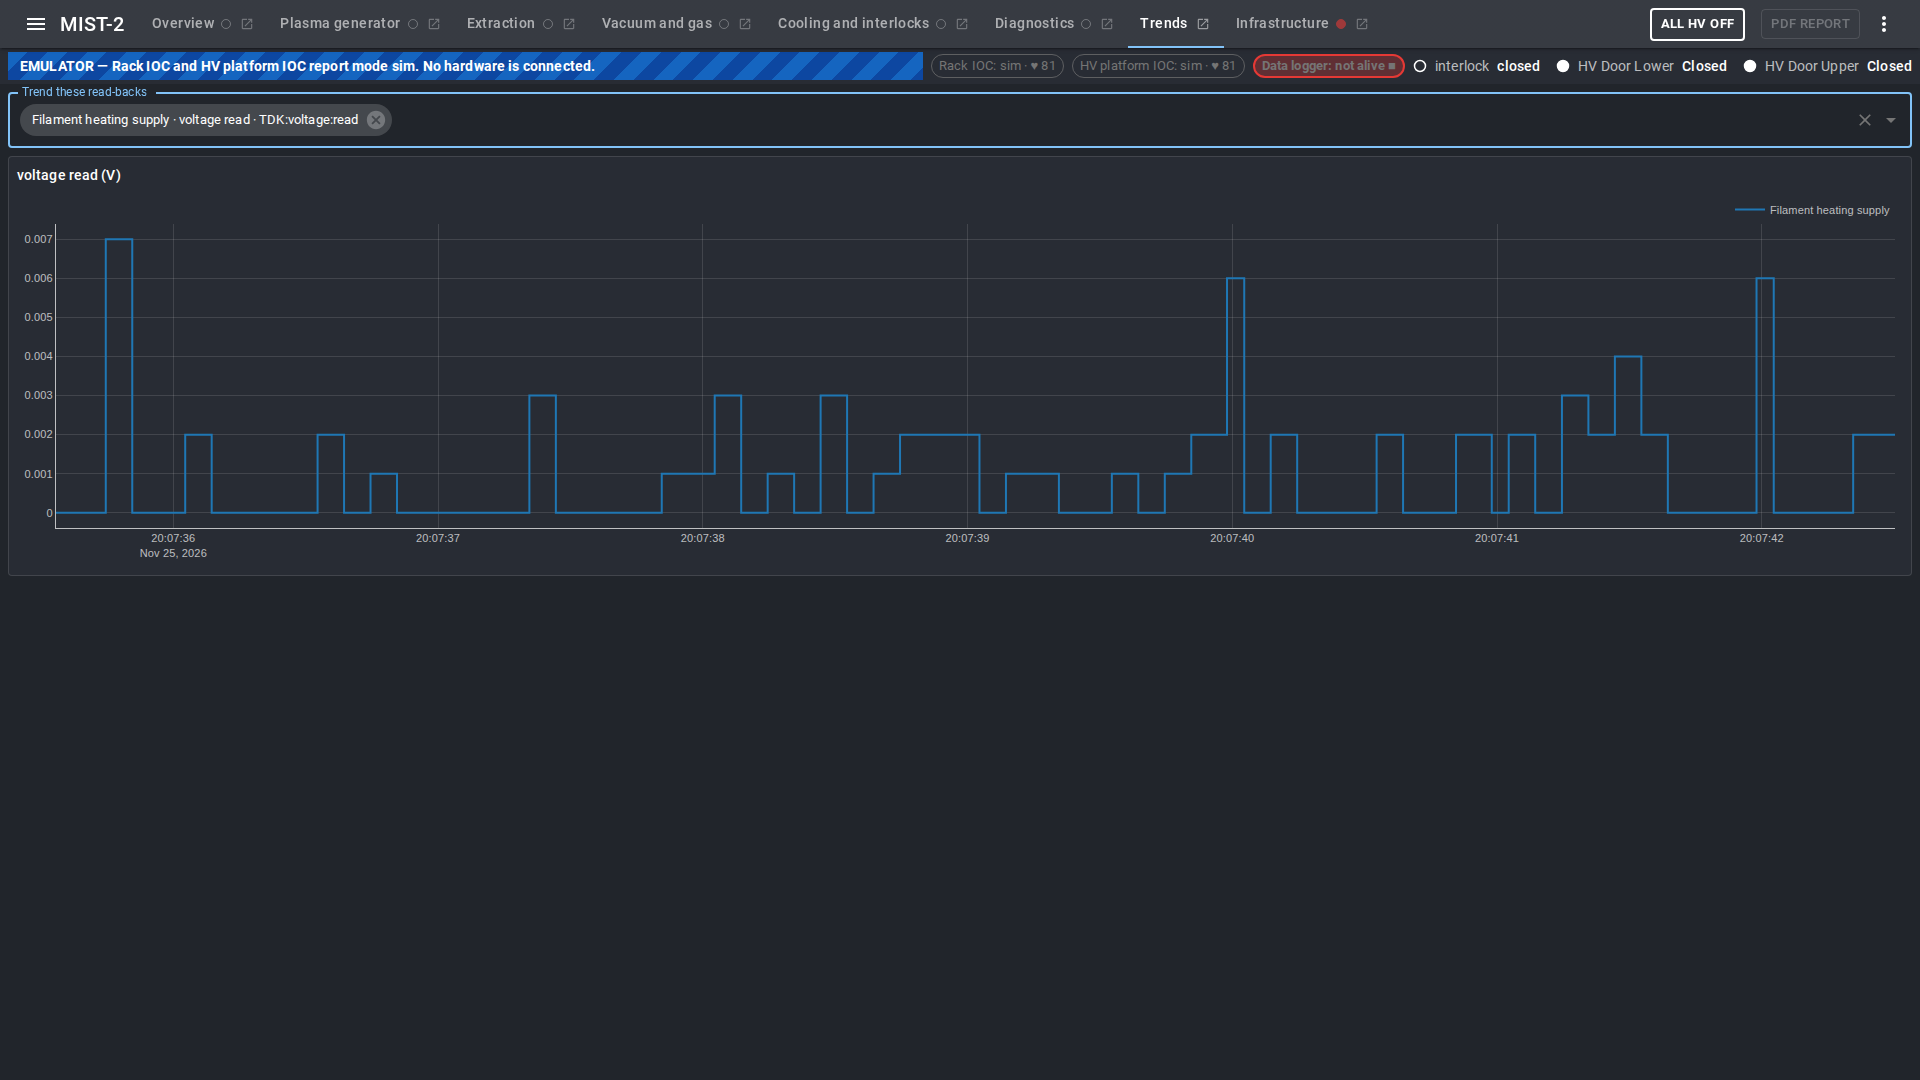 MIST-2 Overview Plasma generator Extraction Vacuum and gas Cooling and interlocks Diagnostics Trends Infrastructure ALL HV OFF PDF REPORT
EMULATOR — Rack IOC and HV platform IOC report mode sim. No hardware is connected. Rack IOC: sim · ♥ 81 HV platform IOC: sim · ♥ 81 Data logger: not alive ■ interlock closed HV Door Lower Closed HV Door Upper Closed
Trend these read-backs
Filament heating supply · voltage read · TDK:voltage:read
voltage read (V)
Filament heating supply
0.007
0.006
0.005
0.004
0.003
0.002
0.001
0
20:07:36 20:07:37 20:07:38 20:07:39 20:07:40 20:07:41 20:07:42
Nov 25, 2026